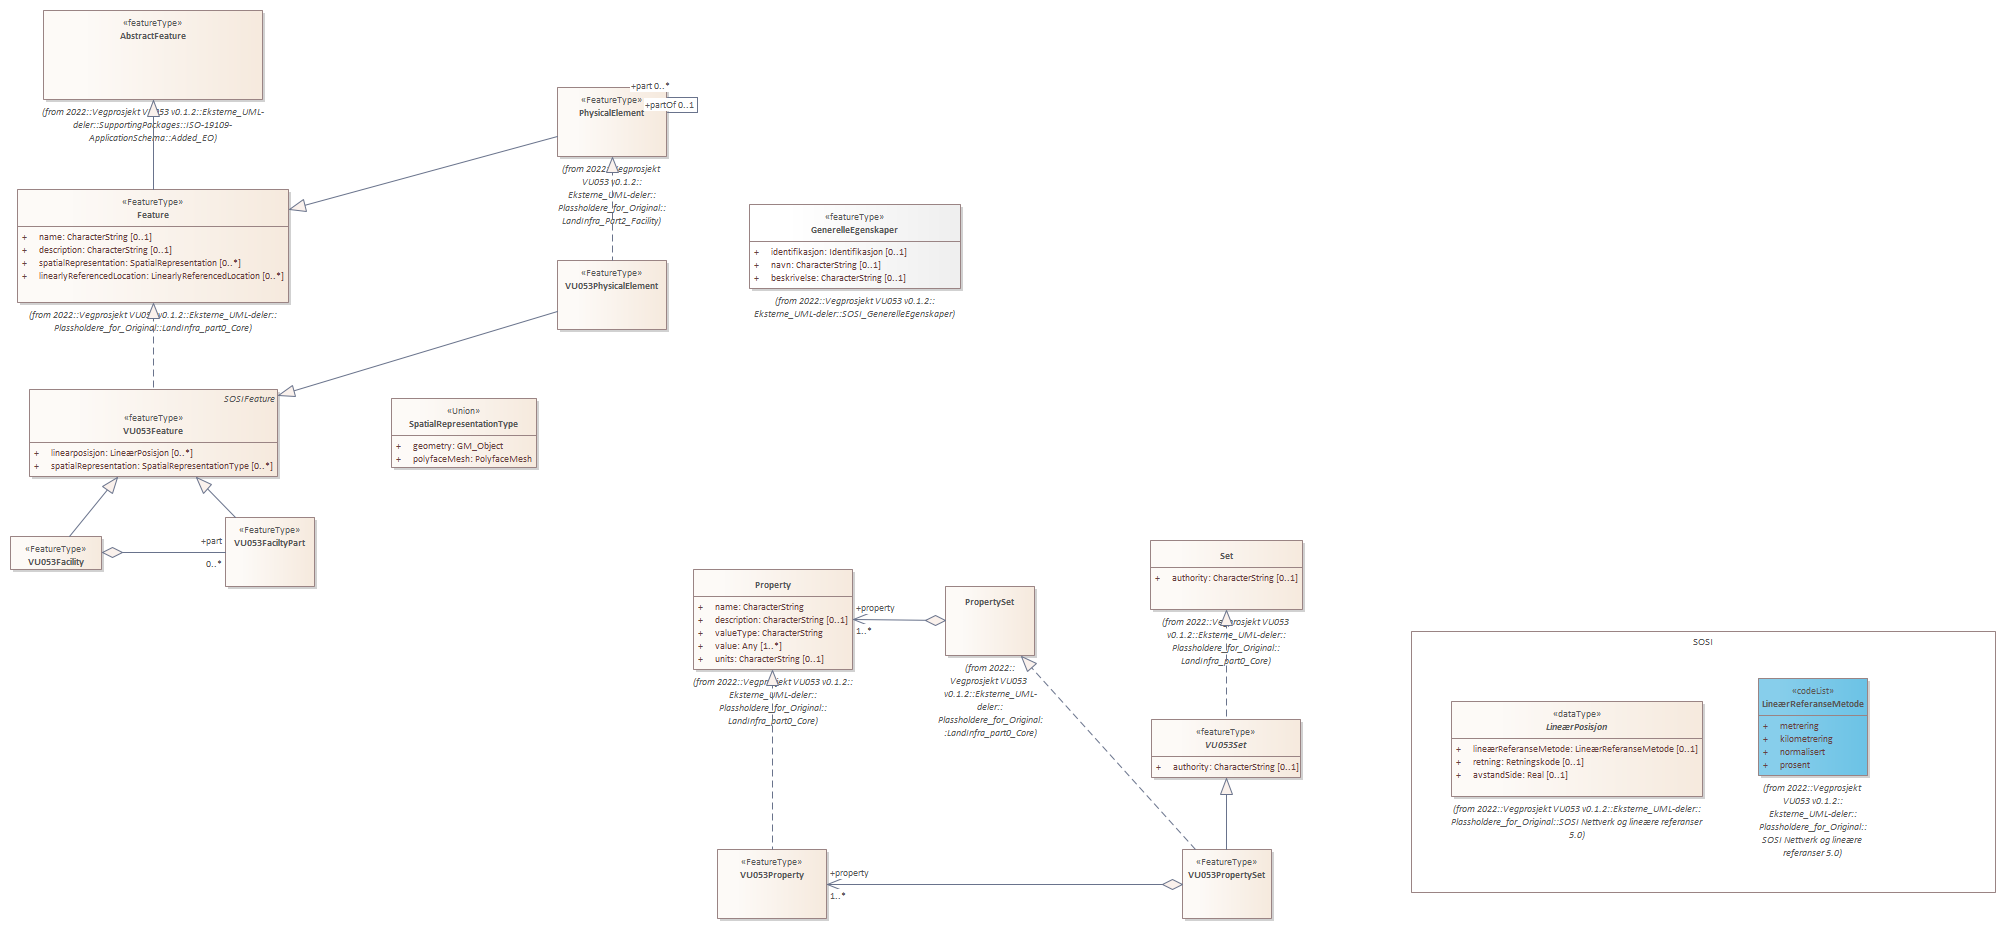 «featureType»
AbstractFeature
(from 2022::Vegprosjekt VU053 v0.1.2::Eksterne_UML-
deler::SupportingPackages::ISO-19109-
ApplicationSchema::Added_EO)
«FeatureType»
Feature
+ name: CharacterString [0..1]
+ description: CharacterString [0..1]
+ spatialRepresentation: SpatialRepresentation [0..*]
+ linearlyReferencedLocation: LinearlyReferencedLocation [0..*]
(from 2022::Vegprosjekt VU053 v0.1.2::Eksterne_UML-deler::
Plassholdere_for_Original::LandInfra_part0_Core)
SOSIFeature
«featureType»
VU053Feature
+ linearposisjon: LineærPosisjon [0..*]
+ spatialRepresentation: SpatialRepresentationType [0..*]
«FeatureType»
VU053Facility
+part
0..*
«FeatureType»
VU053FaciltyPart
+part 0..*
+partOf 0..1
«FeatureType»
PhysicalElement
(from 2022::Vegprosjekt
VU053 v0.1.2::
Eksterne_UML-deler::
Plassholdere_for_Original::
LandInfra_Part2_Facility)
«FeatureType»
VU053PhysicalElement
«featureType»
GenerelleEgenskaper
+ identifikasjon: Identifikasjon [0..1]
+ navn: CharacterString [0..1]
+ beskrivelse: CharacterString [0..1]
(from 2022::Vegprosjekt VU053 v0.1.2::
Eksterne_UML-deler::SOSI_GenerelleEgenskaper)
«Union»
SpatialRepresentationType
+ geometry: GM_Object
+ polyfaceMesh: PolyfaceMesh
Property
+ name: CharacterString
+ description: CharacterString [0..1]
+ valueType: CharacterString
+ value: Any [1..*]
+ units: CharacterString [0..1]
(from 2022::Vegprosjekt VU053 v0.1.2::
Eksterne_UML-deler::
Plassholdere_for_Original::
LandInfra_part0_Core)
+property
1..*
PropertySet
(from 2022::
Vegprosjekt VU053
v0.1.2::Eksterne_UML-
deler::
Plassholdere_for_Original:
:LandInfra_part0_Core)
Set
+ authority: CharacterString [0..1]
(from 2022::Vegprosjekt VU053
v0.1.2::Eksterne_UML-deler::
Plassholdere_for_Original::
LandInfra_part0_Core)
«featureType»
VU053Set
+ authority: CharacterString [0..1]
«FeatureType»
VU053Property
+property
1..*
«FeatureType»
VU053PropertySet
SOSI
«dataType»
LineærPosisjon
+ lineærReferanseMetode: LineærReferanseMetode [0..1]
+ retning: Retningskode [0..1]
+ avstandSide: Real [0..1]
(from 2022::Vegprosjekt VU053 v0.1.2::Eksterne_UML-deler::
Plassholdere_for_Original::SOSI Nettverk og lineære referanser
5.0)
«codeList»
LineærReferanseMetode
+ metrering
+ kilometrering
+ normalisert
+ prosent
(from 2022::Vegprosjekt
VU053 v0.1.2::
Eksterne_UML-deler::
Plassholdere_for_Original::
SOSI Nettverk og lineære
referanser 5.0)